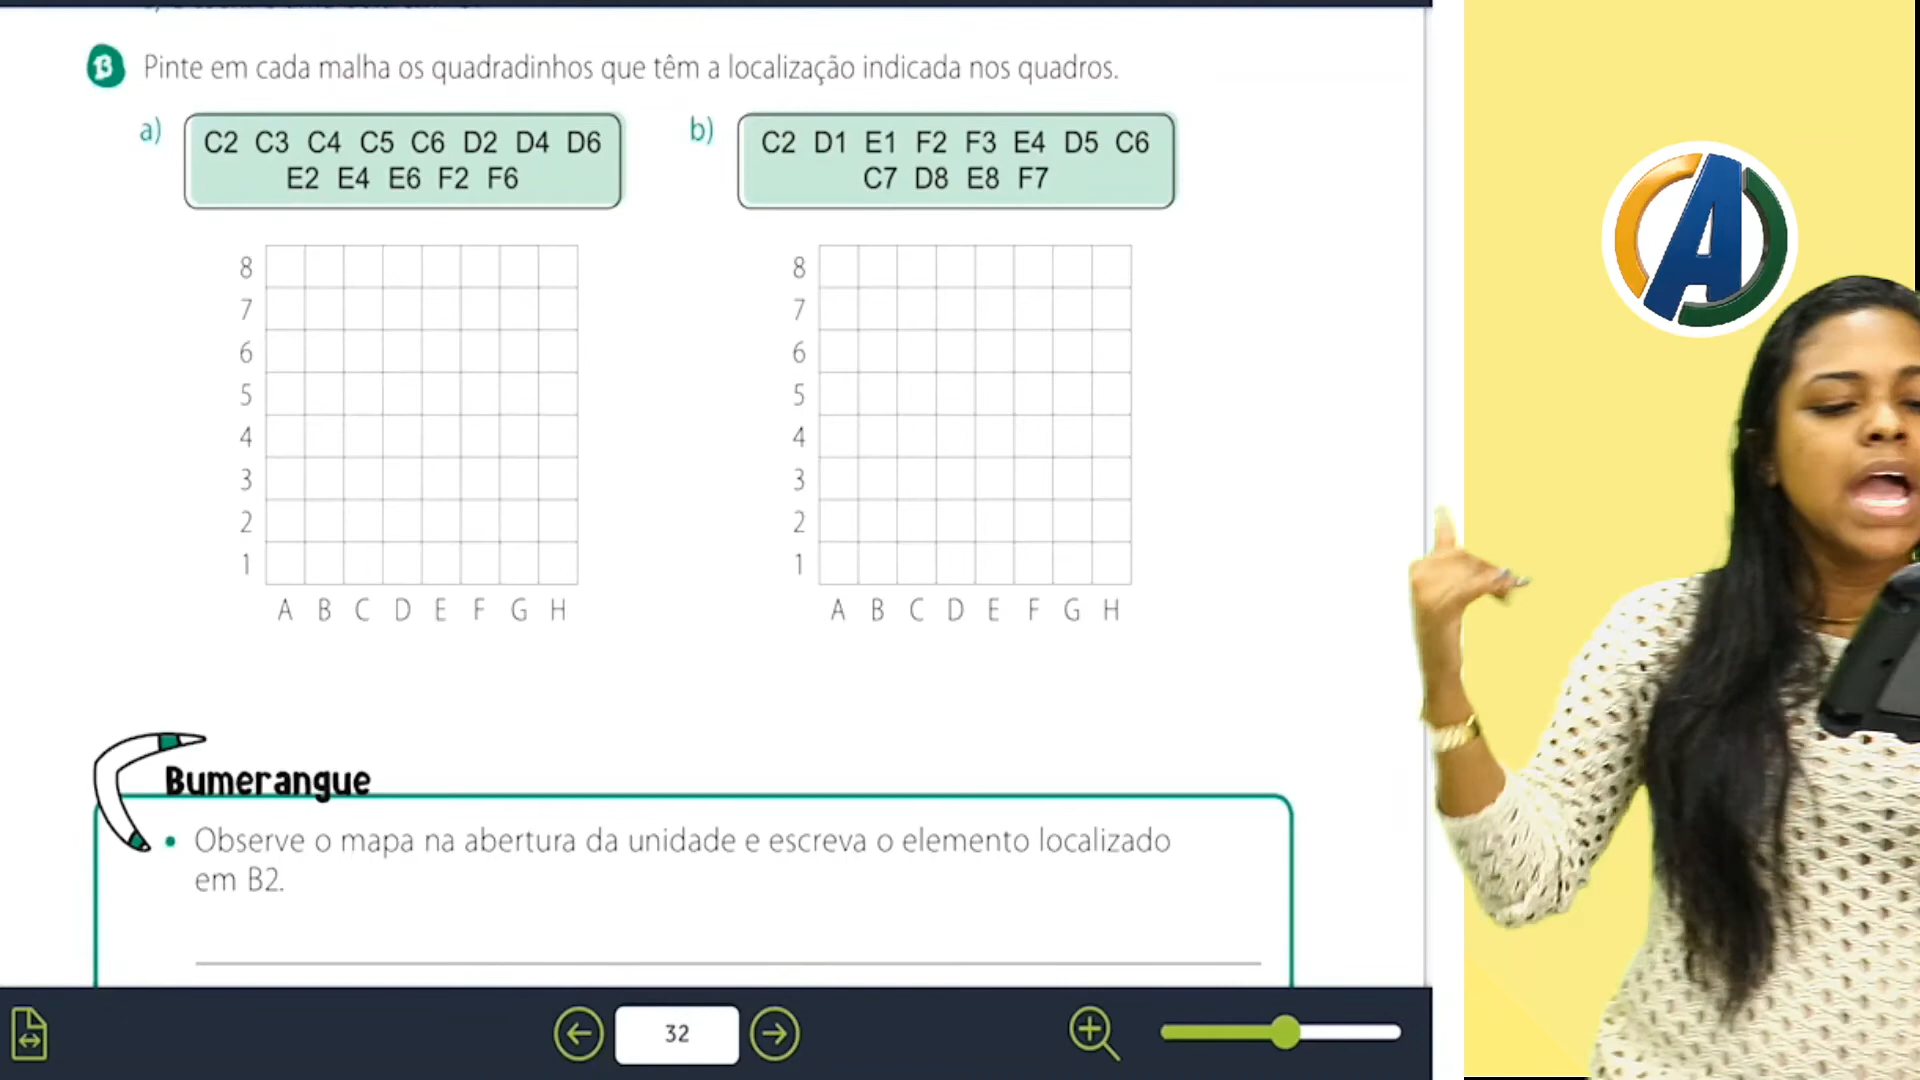 B Pinte em cada malha os quadradinhos que têm a localização indicada nos quadros.
a)
C2 C3 C4 C5 C6 D2 D4 D6
E2 E4 E6 F2 F6
b)
C2 D1 E1 F2 F3 E4 D5 C6
C7 D8 E8 F7
8
7
6
5
4
3
2
1
A B C D E F G H
8
7
6
5
4
3
2
1
A B C D E F G H
A
Bumerangue
• Observe o mapa na abertura da unidade e escreva o elemento localizado
em B2.
32